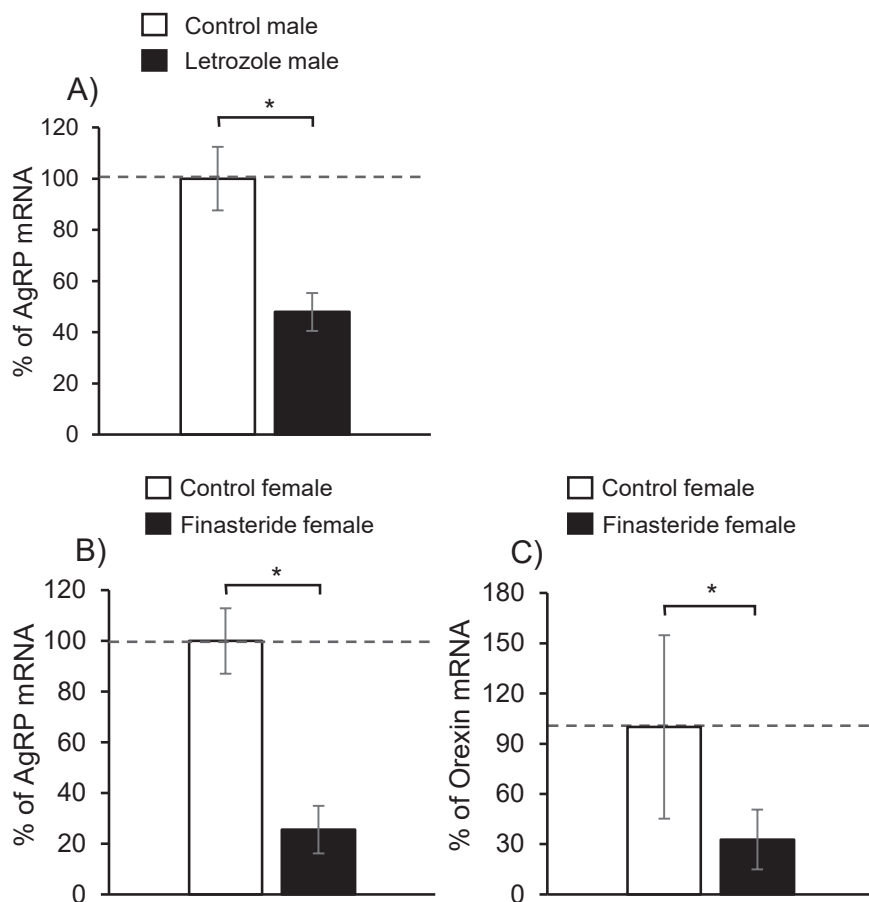 Control male
Letrozole male
A)
*
120
100
80
60
40
20
0
% of AgRP mRNA
Control female
Finasteride female
B)
*
120
100
80
60
40
20
0
% of AgRP mRNA
Control female
Finasteride female
C)
*
180
150
120
90
60
30
0
% of Orexin mRNA